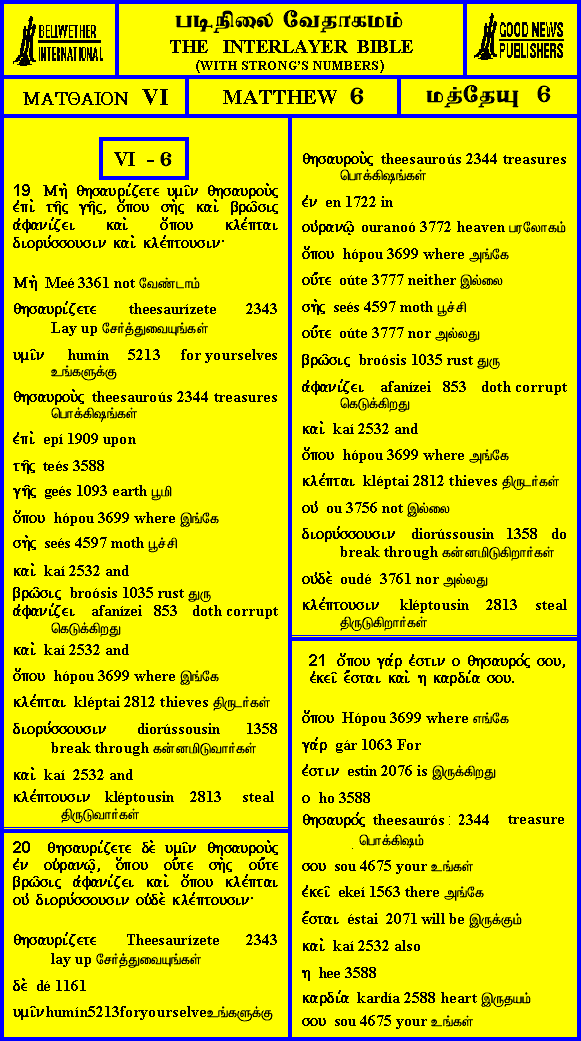 BELLWETHER
INTERNATIONAL
படிநிலை வேதாகமம்
THE INTERLAYER BIBLE
(WITH STRONG'S NUMBERS)
GOOD NEWS
PUBLISHERS
ΜΑΤΘΑΙΟΝ VI
MATTHEW 6
மத்தேயு 6
VI - 6
19 Μὴ θησαυρίζετε υμῖν θησαυροὺς
ἐπὶ τῆς γῆς, ὅπου σὴς καὶ βρῶσις
ἀφανίζει καὶ ὅπου κλέπται
διορύσσουσιν καὶ κλέπτουσιν·
Μὴ Meé 3361 not வேண்டாம்
θησαυρίζετε theesaurízete 2343
Lay up சேர்த்துவையுங்கள்
υμῖν humín 5213 for yourselves
உங்களுக்கு
θησαυροὺς theesauroús 2344 treasures
பொக்கிஷங்கள்
ἐπὶ epí 1909 upon
τῆς teés 3588
γῆς geés 1093 earth பூமி
ὅπου hópou 3699 where இங்கே
σὴς seés 4597 moth பூச்சி
καὶ kaí 2532 and
βρῶσις broósis 1035 rust துரு
ἀφανίζει afanízei 853 doth corrupt
கெடுக்கிறது
καὶ kaí 2532 and
ὅπου hópou 3699 where இங்கே
κλέπται kléptai 2812 thieves திருடர்கள்
διορύσσουσιν diorússousin 1358
break through கன்னமிடுவார்கள்
καὶ kaí 2532 and
κλέπτουσιν kléptousin 2813 steal
திருடுவார்கள்
20 θησαυρίζετε δὲ υμῖν θησαυροὺς
ἐν οὐρανῷ, ὅπου οὔτε σὴς οὔτε
βρῶσις ἀφανίζει καὶ ὅπου κλέπται
οὐ διορύσσουσιν οὐδὲ κλέπτουσιν·
θησαυρίζετε Theesaurízete 2343
lay up சேர்த்துவையுங்கள்
δὲ dé 1161
υμῖνhumín5213foryourselveஉங்களுக்கு
θησαυροὺς theesauroús 2344 treasures
பொக்கிஷங்கள்
ἐν en 1722 in
οὐρανῷ ouranoó 3772 heaven பரலோகம்
ὅπου hópou 3699 where அங்கே
οὔτε oúte 3777 neither இல்லை
σὴς seés 4597 moth பூச்சி
οὔτε oúte 3777 nor அல்லது
βρῶσις broósis 1035 rust துரு
ἀφανίζει afanízei 853 doth corrupt
கெடுக்கிறது
καὶ kaí 2532 and
ὅπου hópou 3699 where அங்கே
κλέπται kléptai 2812 thieves திருடர்கள்
οὐ ou 3756 not இல்லை
διορύσσουσιν diorússousin 1358 do
break through கன்னமிடுகிறார்கள்
οὐδὲ oudé 3761 nor அல்லது
κλέπτουσιν kléptousin 2813 steal
திருடுகிறார்கள்
21 ὅπου γάρ ἐστιν ο θησαυρός σου,
ἐκεῖ ἔσται καὶ η καρδία σου.
ὅπου Hópou 3699 where எங்கே
γάρ gár 1063 For
ἐστιν estin 2076 is இருக்கிறது
ο ho 3588
θησαυρός theesaurós: 2344 treasure
பொக்கிஷம்
σου sou 4675 your உங்கள்
ἐκεῖ ekeí 1563 there அங்கே
ἔσται éstai 2071 will be இருக்கும்
καὶ kaí 2532 also
η hee 3588
καρδία kardía 2588 heart இருதயம்
σου sou 4675 your உங்கள்